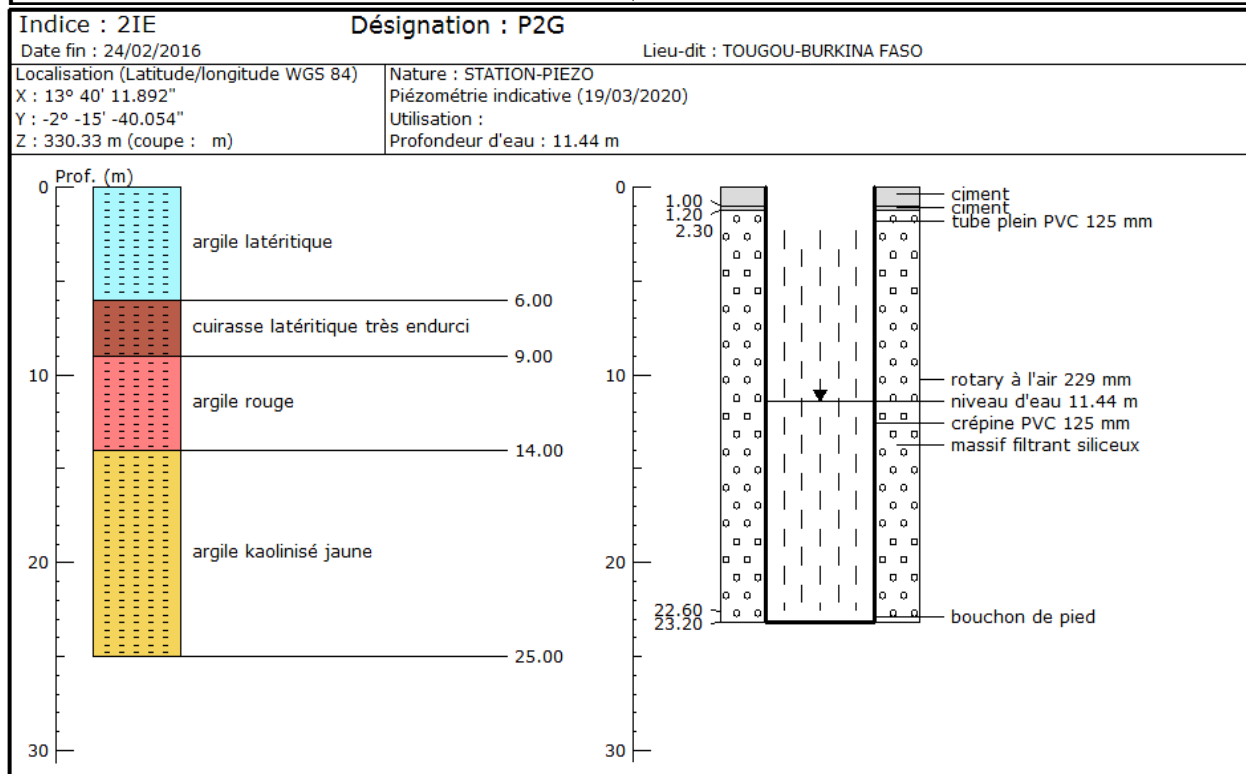 Indice : 2IE Désignation : P2G
Date fin : 24/02/2016 Lieu-dit : TOUGOU-BURKINA FASO
Localisation (Latitude/longitude WGS 84)
X : 13º 40' 11.892"
Y : -2º -15' -40.054"
Z : 330.33 m (coupe : m)
Nature : STATION-PIEZO
Piézométrie indicative (19/03/2020)
Utilisation :
Profondeur d'eau : 11.44 m
Prof. (m)
0
10
20
30
argile latéritique
6.00
cuirasse latéritique très endurci
9.00
argile rouge
14.00
argile kaolinisé jaune
25.00
0
10
20
30
1.00
1.20
2.30
22.60
23.20
ciment
ciment
tube plein PVC 125 mm
rotary à l'air 229 mm
niveau d'eau 11.44 m
crépine PVC 125 mm
massif filtrant siliceux
bouchon de pied